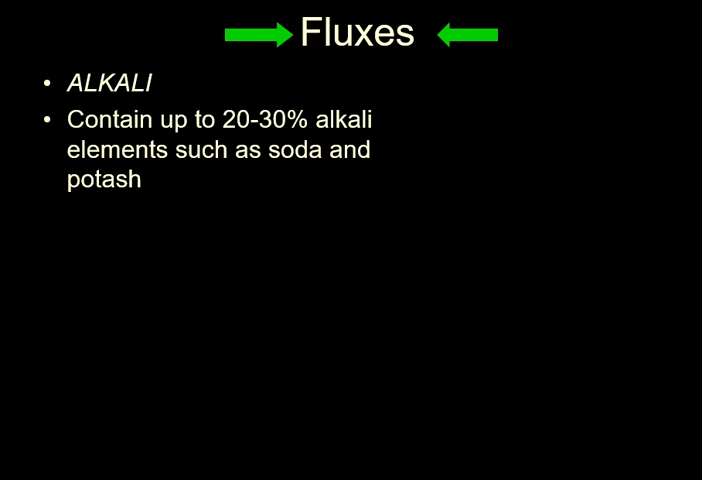 Fluxes
• ALKALI
• Contain up to 20-30% alkali
elements such as soda and
potash